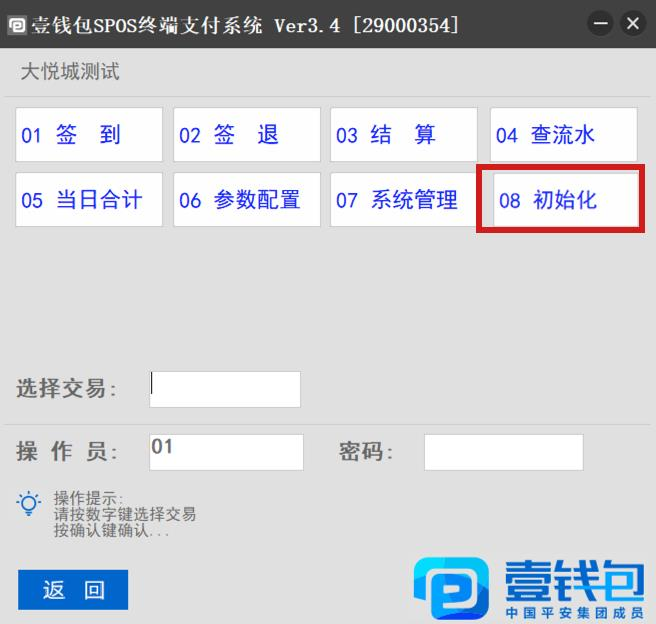 壹钱包SPOS终端支付系统 Ver3.4 [29000354]
大悦城测试
01 签 到
02 签 退
03 结 算
04 查流水
05 当日合计
06 参数配置
07 系统管理
08 初始化
选择交易:
操 作 员: 01
密码:
操作提示:
请按数字键选择交易
按确认键确认...
返 回
壹钱包
中国平安集团成员